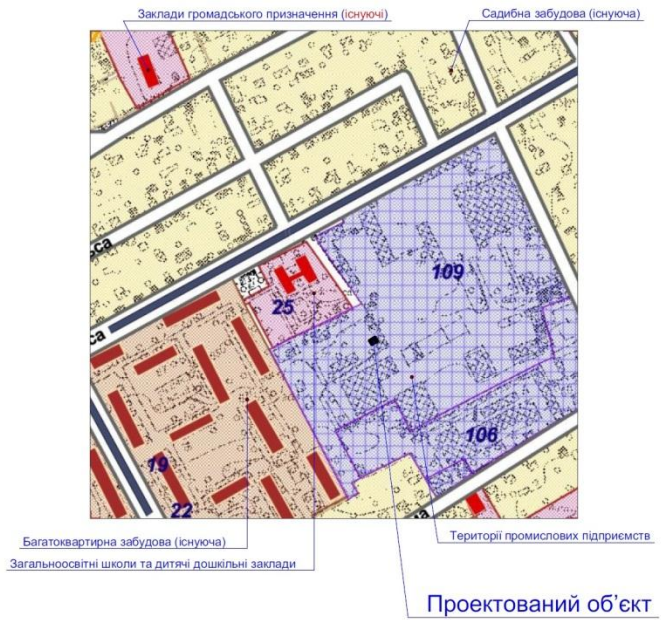 Заклади громадського призначення (існуючі)
Садибна забудова (існуюча)
109
25
106
19
22
Багатоквартирна забудова (існуюча)
Території промислових підприємств
Загальноосвітні школи та дитячі дошкільні заклади
Проектований об’єкт